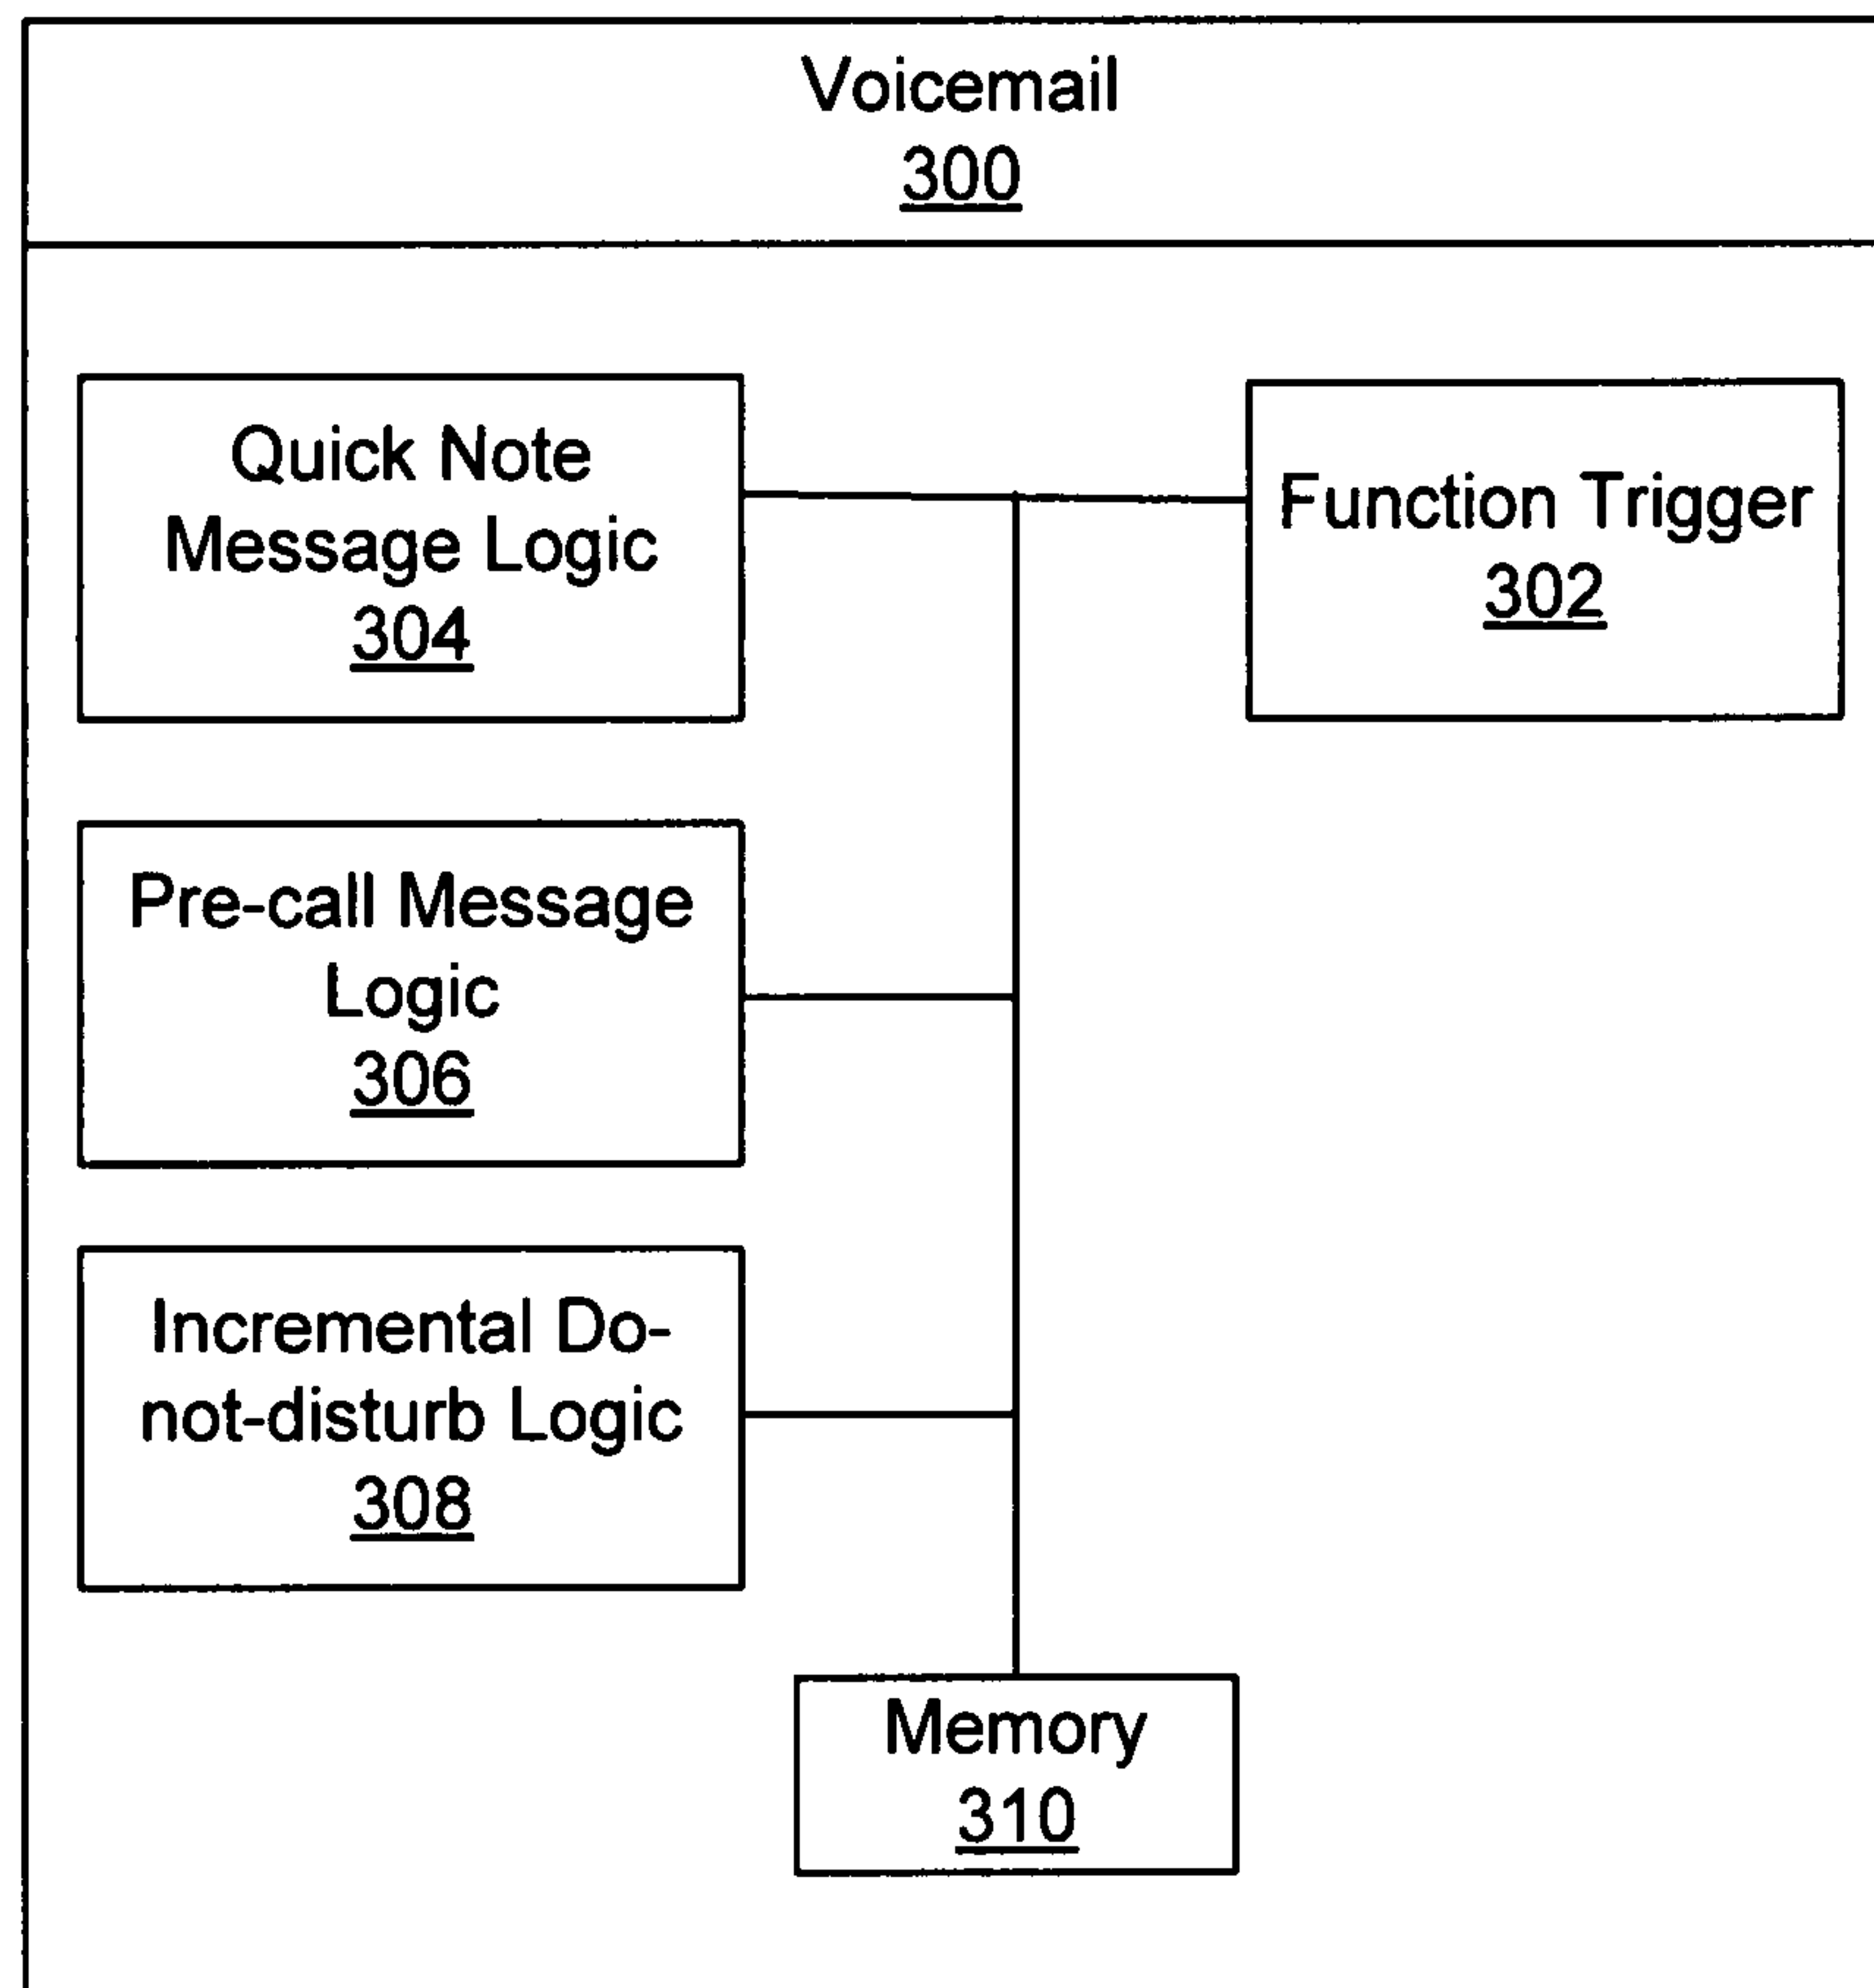 Voicemail
300
Quick Note
Message Logic
304
Function Trigger
302
Pre-call Message
Logic
306
Incremental Do-
not-disturb Logic
308
Memory
310